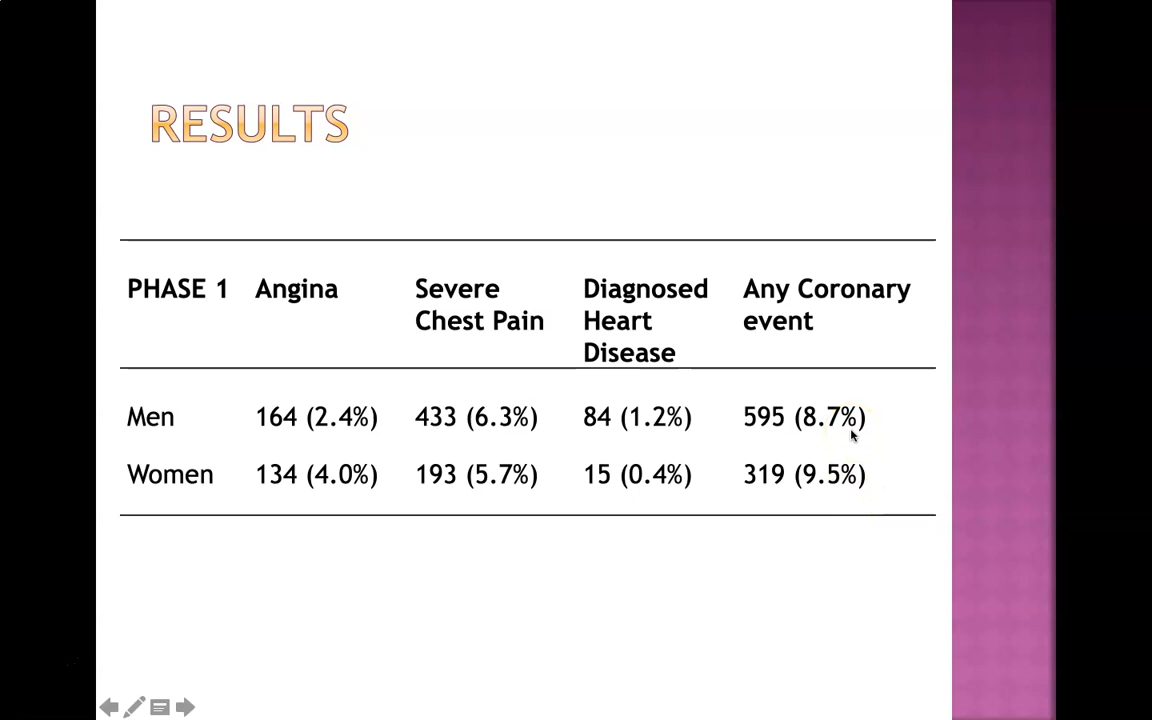 RESULTS
PHASE 1 Angina Severe Chest Pain Diagnosed Heart Disease Any Coronary event
Men 164 (2.4%) 433 (6.3%) 84 (1.2%) 595 (8.7%)
Women 134 (4.0%) 193 (5.7%) 15 (0.4%) 319 (9.5%)